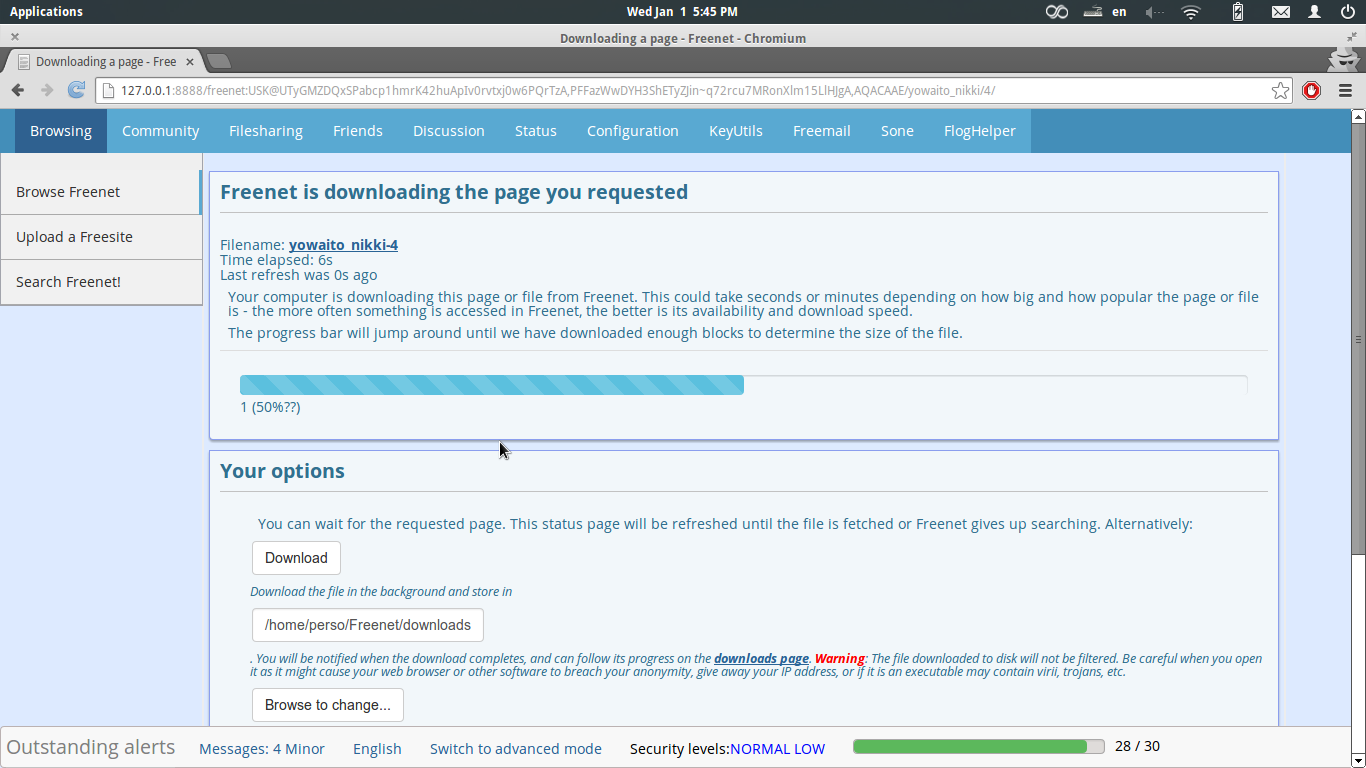 Applications
Wed Jan 1 5:45 PM
en
Downloading a page - Freenet - Chromium
Downloading a page - Free
127.0.0.1:8888/freenet:USK@UTyGMZDQxSPabcp1hmrK42huApIv0rvtxj0w6PQrTzA,PFFazWwDYH3ShETyZJin~q72rcu7MRonXlm15LlHJgA,AQACAAE/yowaito_nikki/4/
Browsing
Community
Filesharing
Friends
Discussion
Status
Configuration
KeyUtils
Freemail
Sone
FlogHelper
Browse Freenet
Upload a Freesite
Search Freenet!
Freenet is downloading the page you requested
Filename: yowaito_nikki-4
Time elapsed: 6s
Last refresh was 0s ago
Your computer is downloading this page or file from Freenet. This could take seconds or minutes depending on how big and how popular the page or file
is - the more often something is accessed in Freenet, the better is its availability and download speed.
The progress bar will jump around until we have downloaded enough blocks to determine the size of the file.
1 (50%??)
Your options
You can wait for the requested page. This status page will be refreshed until the file is fetched or Freenet gives up searching. Alternatively:
Download
Download the file in the background and store in
/home/perso/Freenet/downloads
. You will be notified when the download completes, and can follow its progress on the downloads page. Warning: The file downloaded to disk will not be filtered. Be careful when you open
it as it might cause your web browser or other software to breach your anonymity, give away your IP address, or if it is an executable may contain virii, trojans, etc.
Browse to change...
Outstanding alerts
Messages: 4 Minor
English
Switch to advanced mode
Security levels:NORMAL LOW
28 / 30